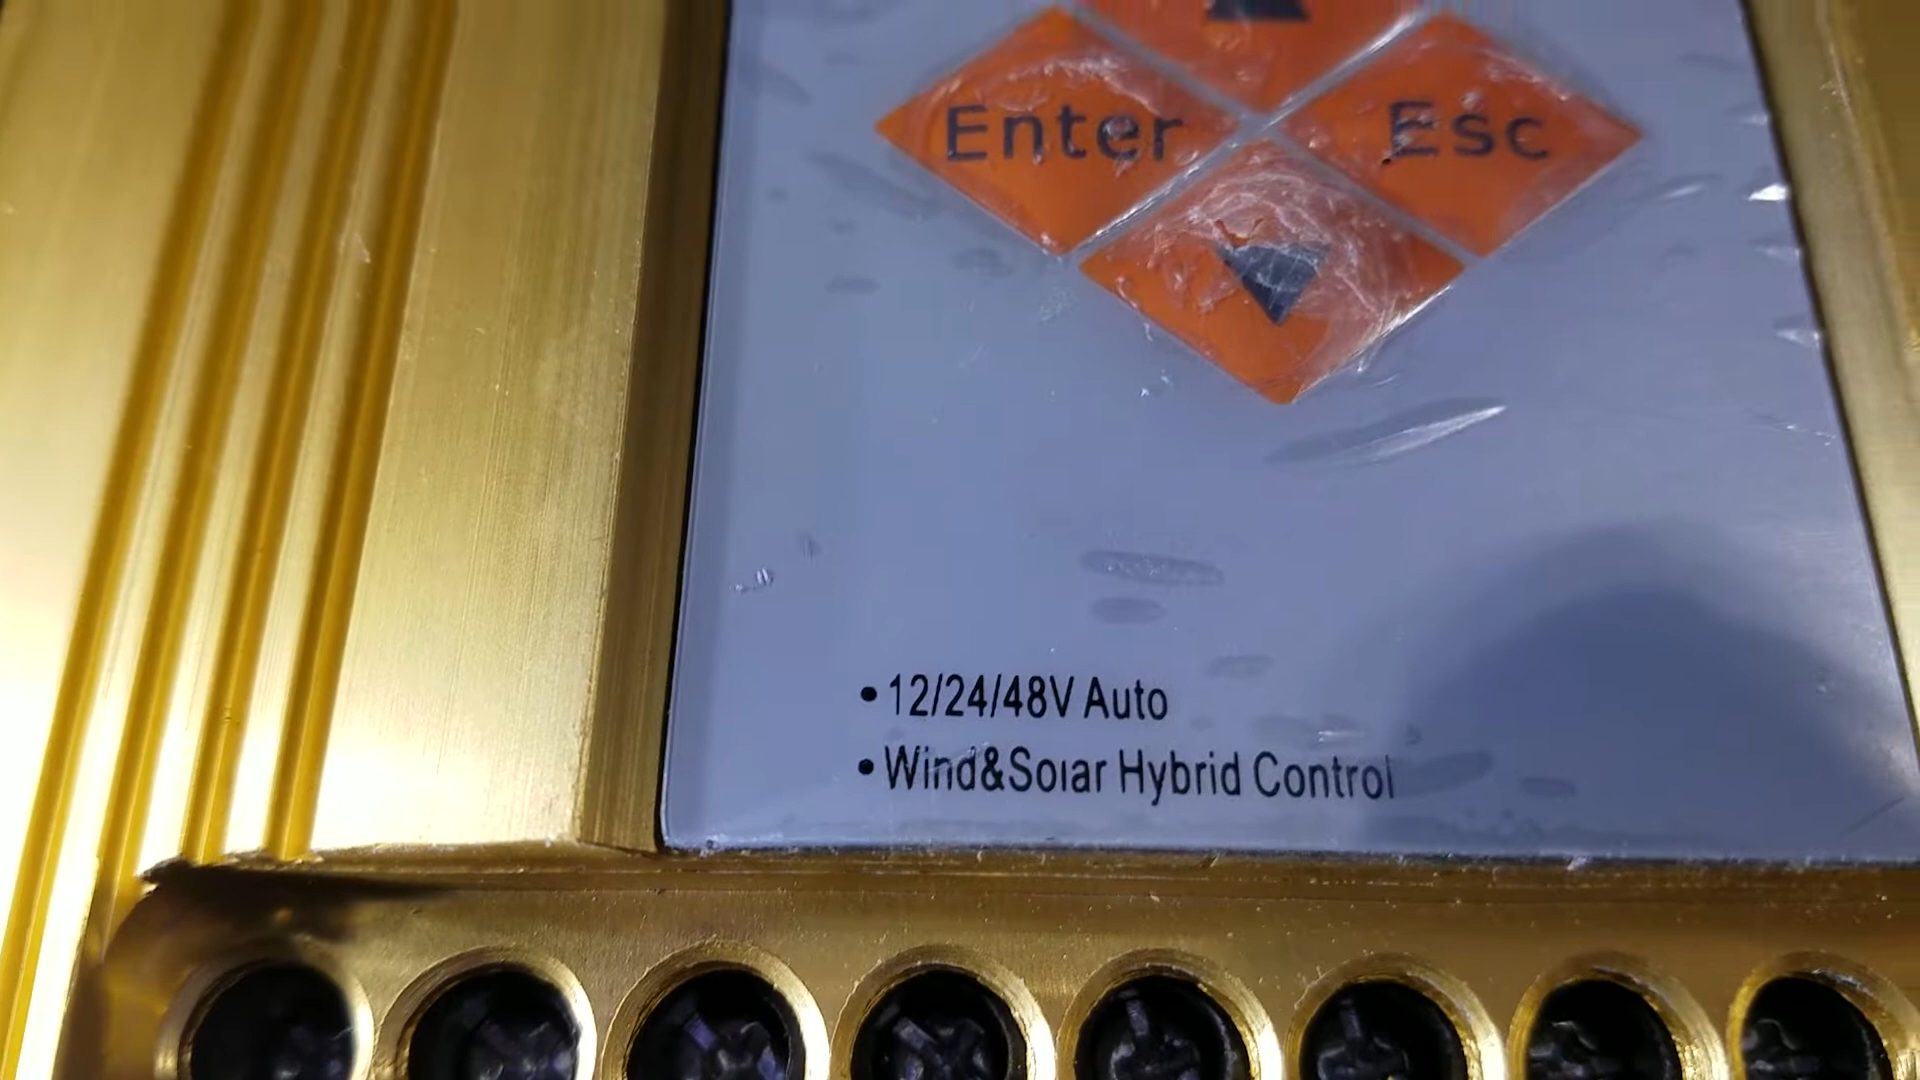 Enter
Esc
• 12/24/48V Auto
• Wind&Solar Hybrid Control